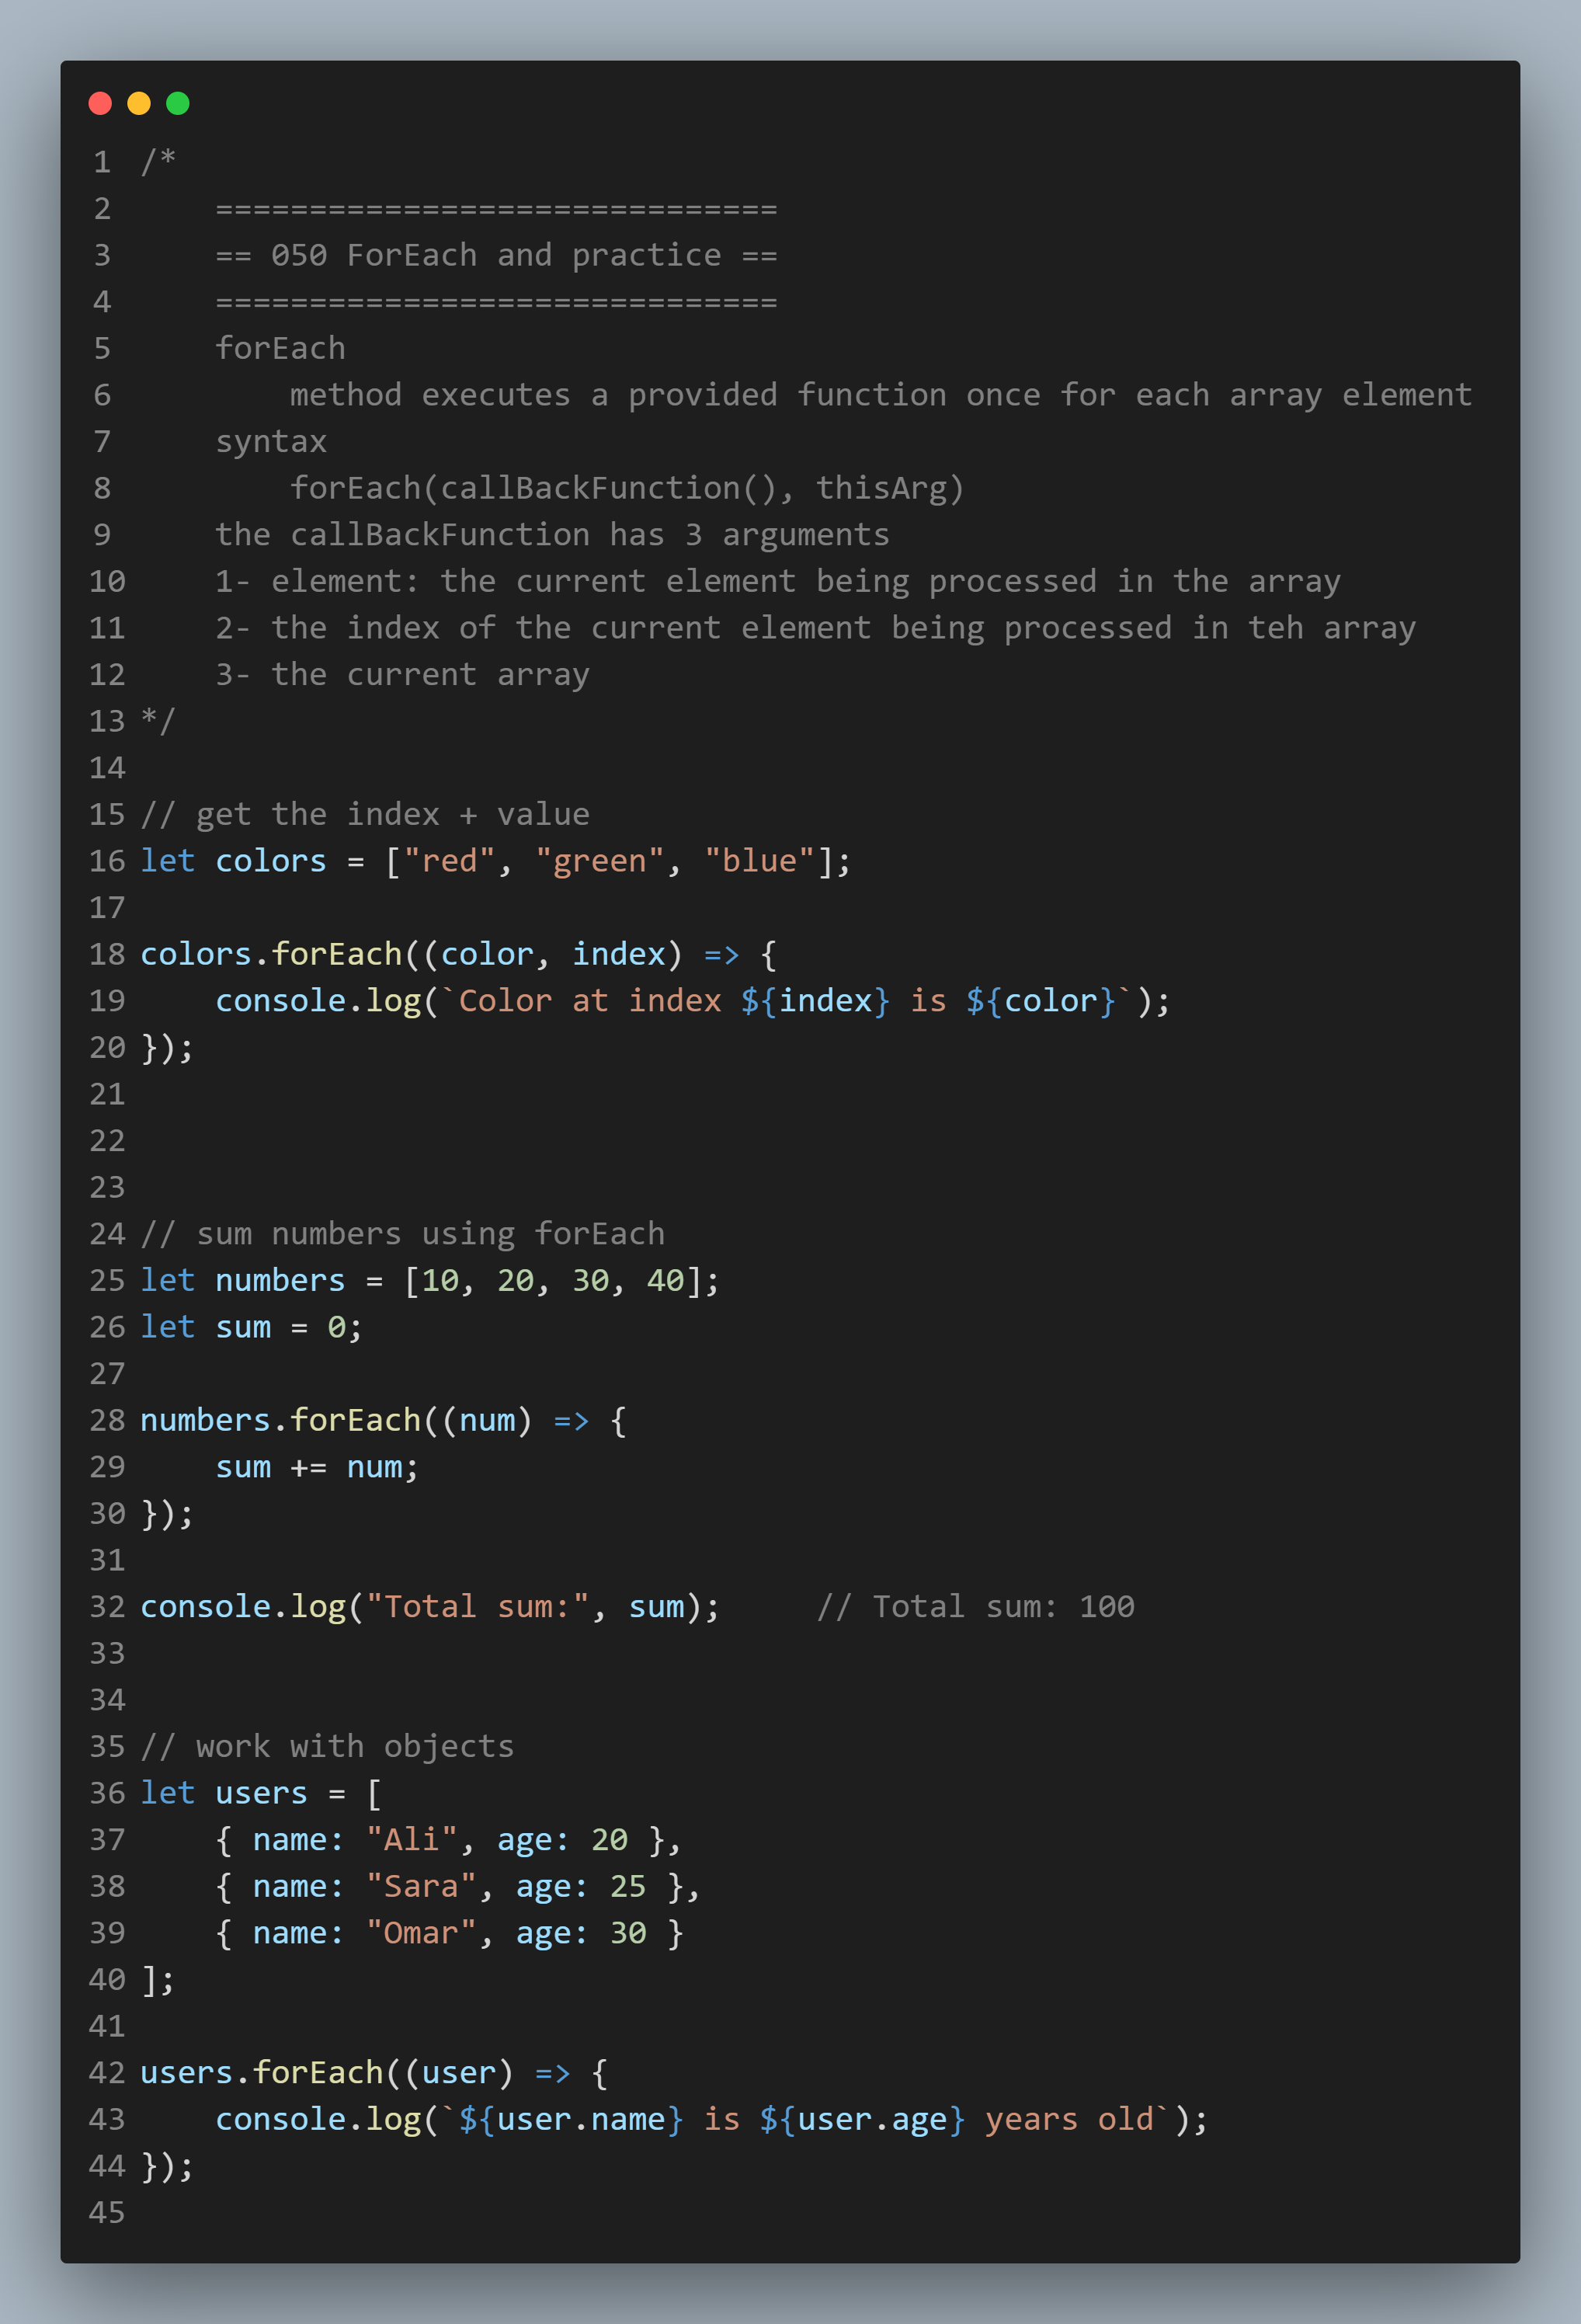 1 /*
2     ==============================
3     == 050 ForEach and practice ==
4     ==============================
5     forEach
6         method executes a provided function once for each array element
7     syntax
8         forEach(callBackFunction(), thisArg)
9     the callBackFunction has 3 arguments
10     1- element: the current element being processed in the array
11     2- the index of the current element being processed in teh array
12     3- the current array
13 */
14
15 // get the index + value
16 let colors = ["red", "green", "blue"];
17
18 colors.forEach((color, index) => {
19     console.log(`Color at index ${index} is ${color}`);
20 });
21
22
23
24 // sum numbers using forEach
25 let numbers = [10, 20, 30, 40];
26 let sum = 0;
27
28 numbers.forEach((num) => {
29     sum += num;
30 });
31
32 console.log("Total sum:", sum);     // Total sum: 100
33
34
35 // work with objects
36 let users = [
37     { name: "Ali", age: 20 },
38     { name: "Sara", age: 25 },
39     { name: "Omar", age: 30 }
40 ];
41
42 users.forEach((user) => {
43     console.log(`${user.name} is ${user.age} years old`);
44 });
45